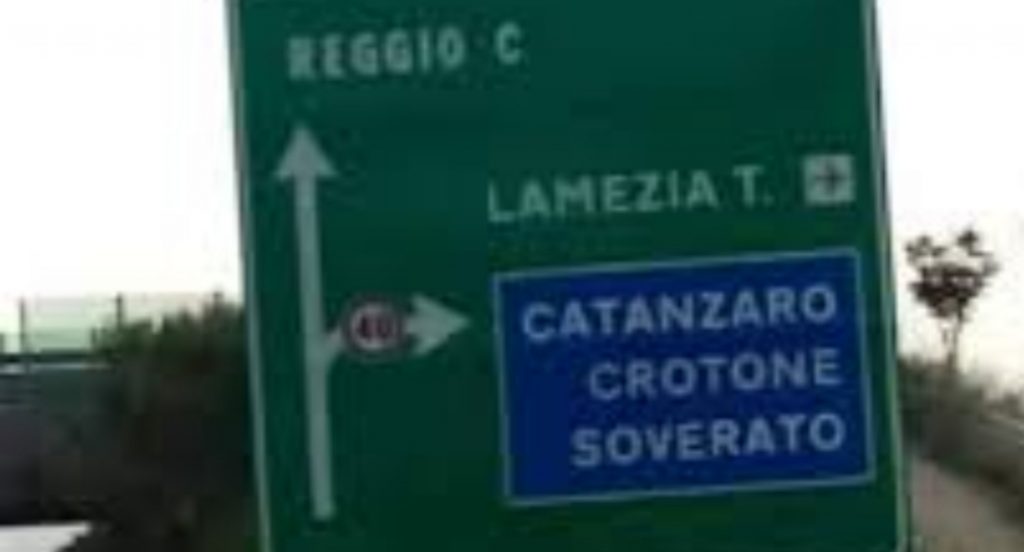 REGGIO C
LAMEZIA T.
40
CATANZARO
CROTONE
SOVERATO